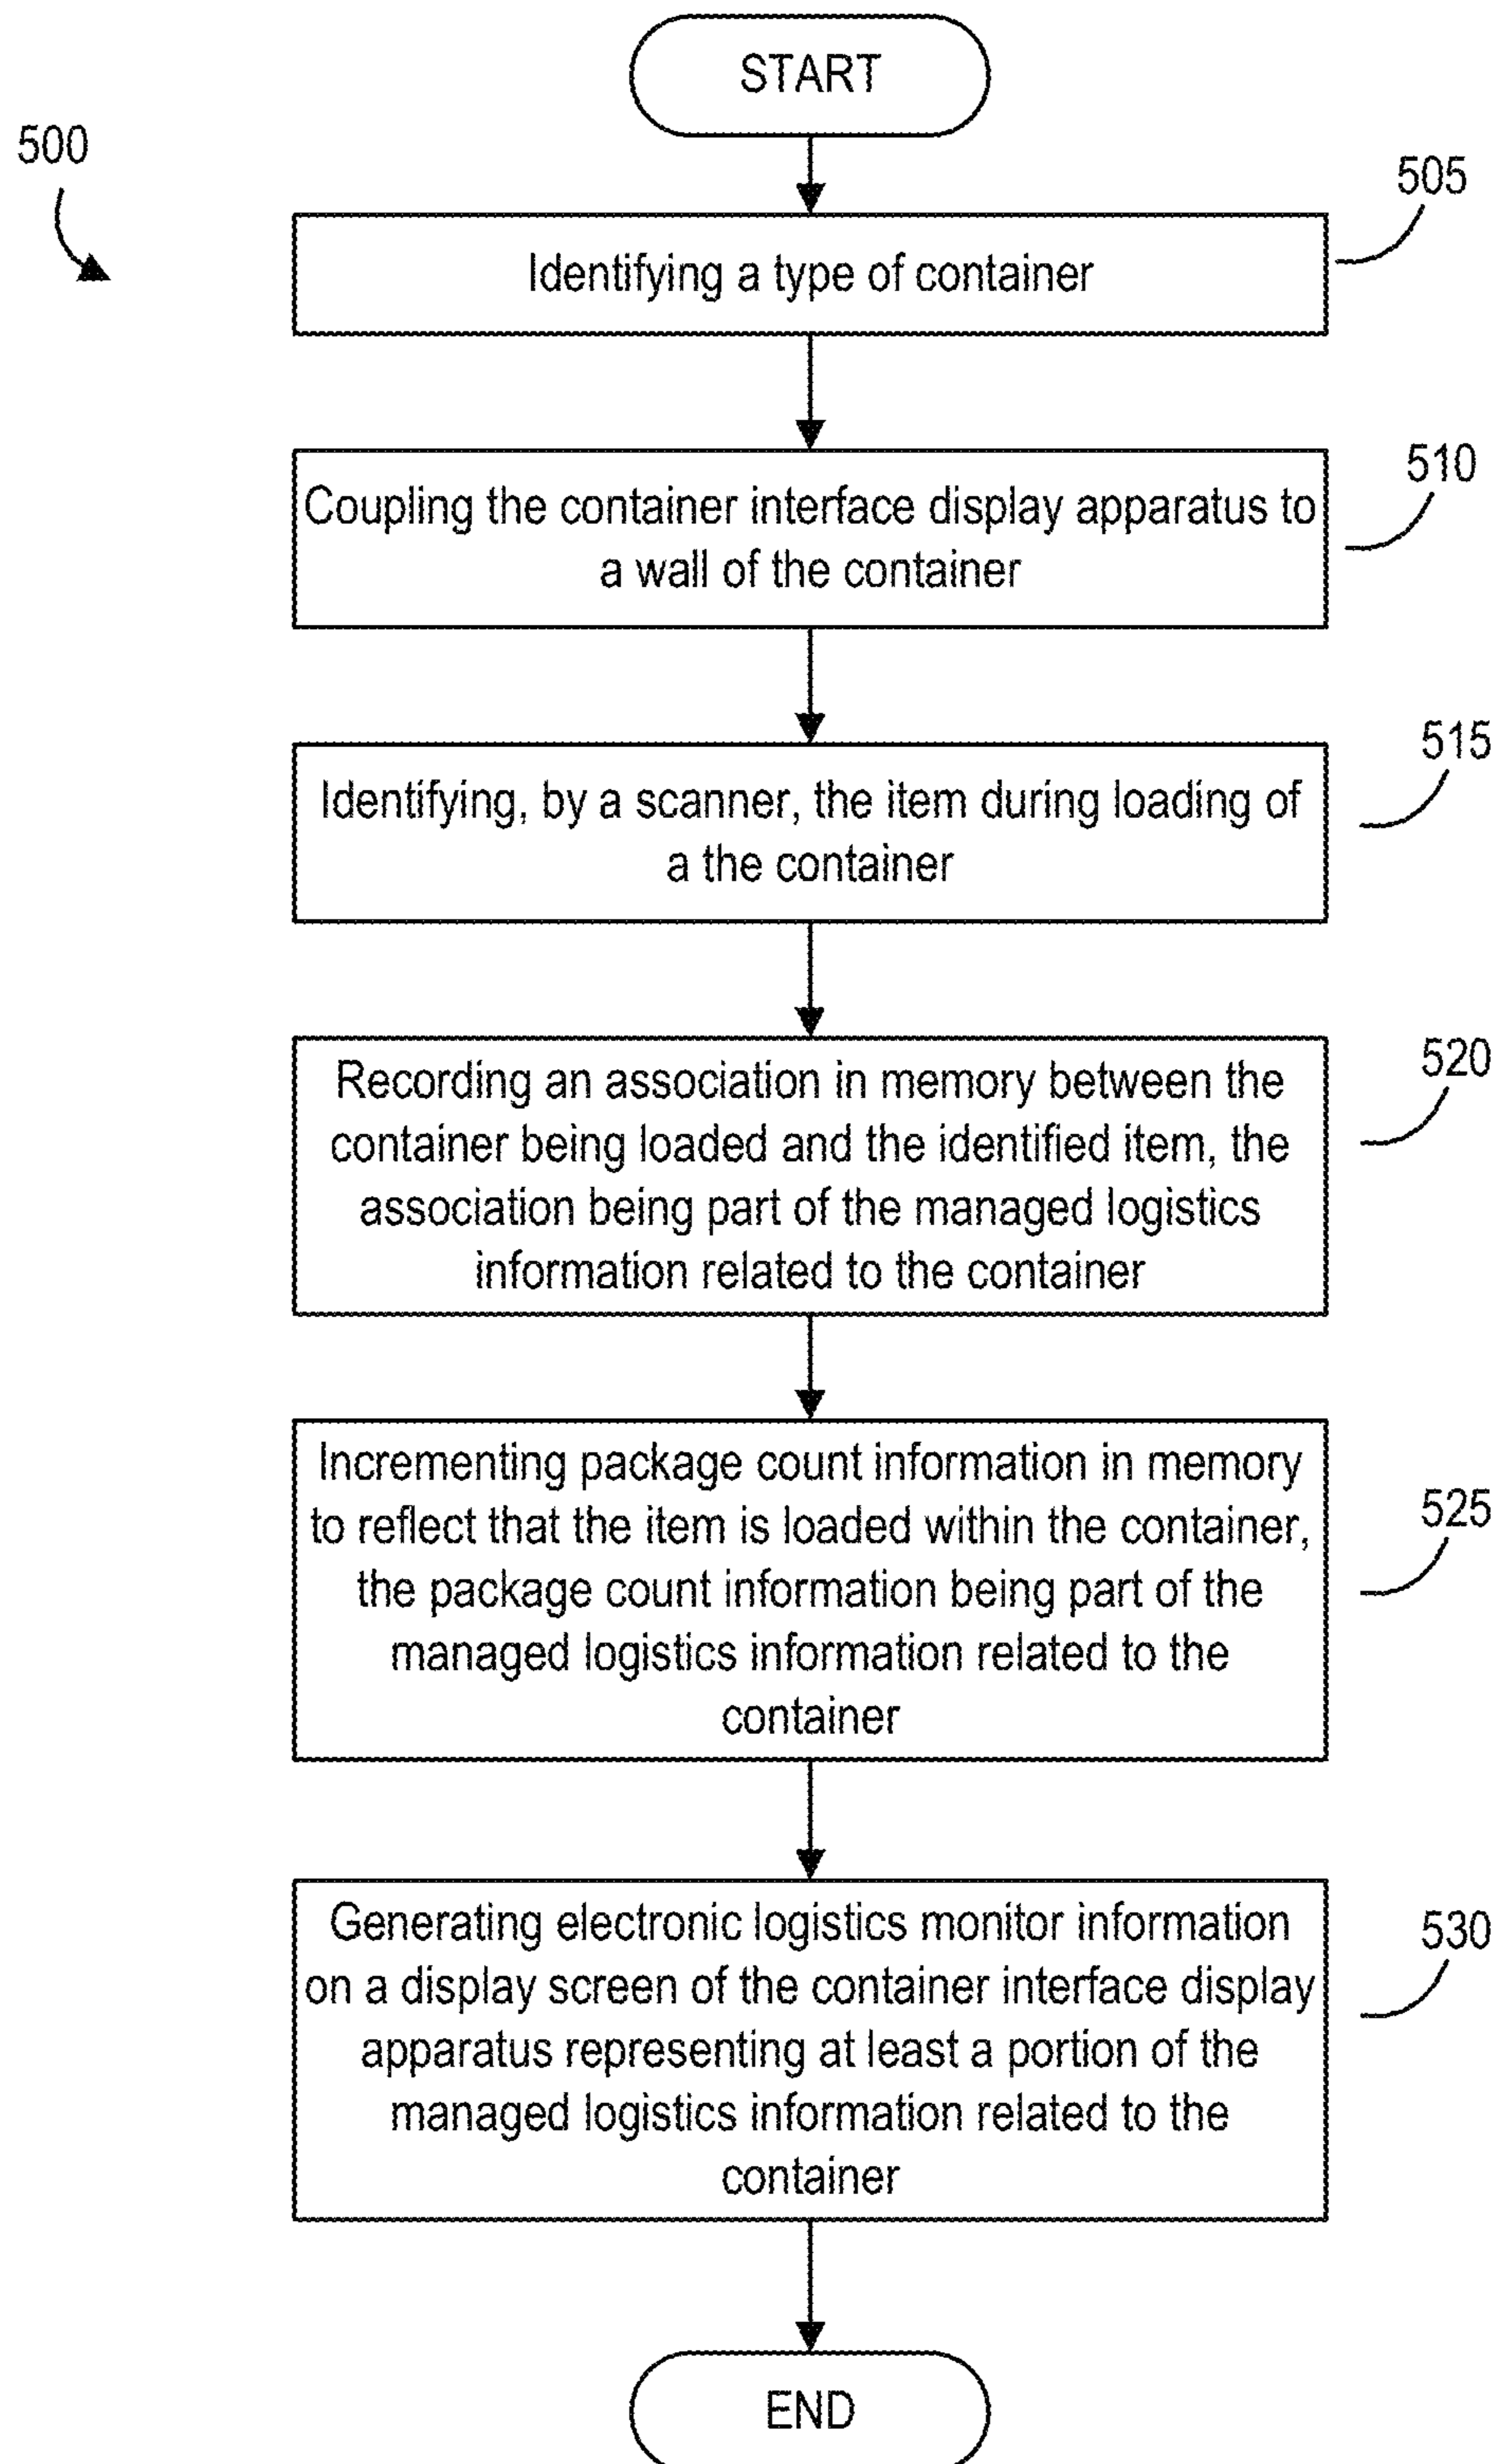 START
500
505
Identifying a type of container
510
Coupling the container interface display apparatus to
a wall of the container
515
Identifying, by a scanner, the item during loading of
a the container
520
Recording an association in memory between the
container being loaded and the identified item, the
association being part of the managed logistics
information related to the container
525
Incrementing package count information in memory
to reflect that the item is loaded within the container,
the package count information being part of the
managed logistics information related to the
container
530
Generating electronic logistics monitor information
on a display screen of the container interface display
apparatus representing at least a portion of the
managed logistics information related to the
container
END